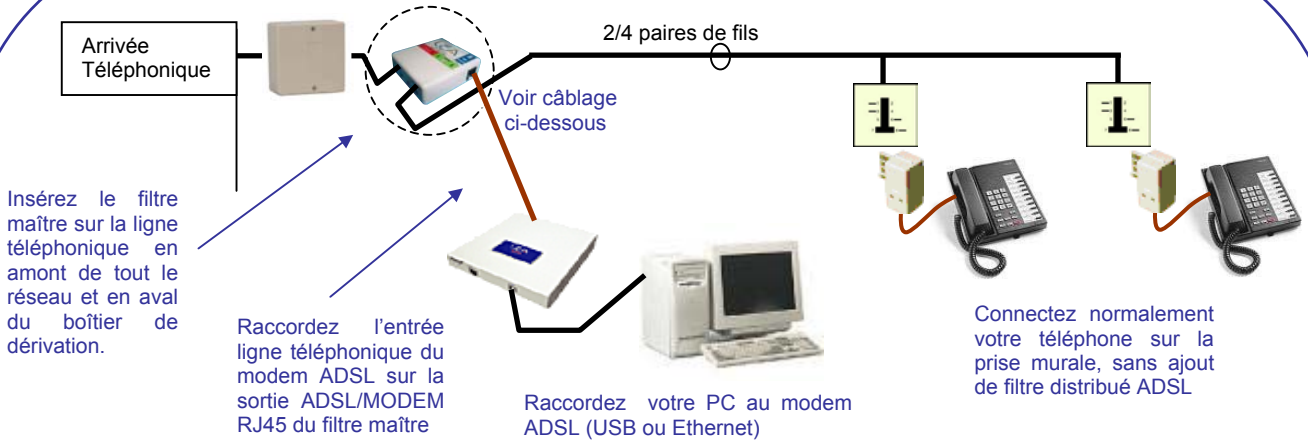 Arrivée
Téléphonique
2/4 paires de fils
Voir câblage
ci-dessous
Insérez le filtre
maître sur la ligne
téléphonique en
amont de tout le
réseau et en aval
du boîtier de
dérivation.
Raccordez l'entrée
ligne téléphonique du
modem ADSL sur la
sortie ADSL/MODEM
RJ45 du filtre maître
Raccordez votre PC au modem
ADSL (USB ou Ethernet)
Connectez normalement
votre téléphone sur la
prise murale, sans ajout
de filtre distribué ADSL